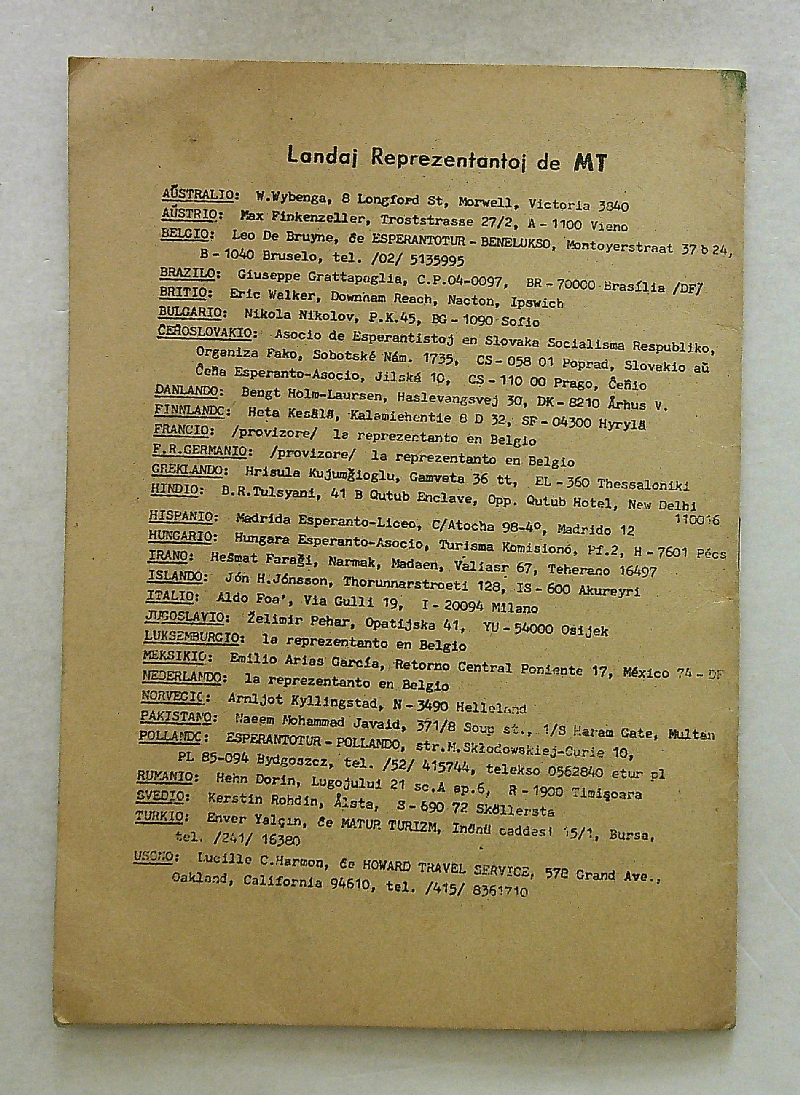 Landaj Reprezentantoj de MT
AŬSTRALIO: W.Wybenga, 8 Longford St, Morwell, Victoria 3840
AŬSTRIO: Max Finkenzeller, Troststrasse 27/2, A-1100 Vieno
BELGIO: Leo De Bruyne, ĉe ESPERANTOTUR-BENELUKSO, Montoyerstraat 37 b 24,
B-1040 Bruselo, tel. /02/ 5135995
BRAZILO: Giuseppe Grattapaglia, C.P.04-0097, BR-70000 Brasília /DF/
BRITIO: Eric Walker, Downham Reach, Nacton, Ipswich
BULGARIO: Nikola Nikolov, P.K.45, BG-1090 Sofio
ĈEĤOSLOVAKIO: Asocio de Esperantistoj en Slovaka Socialisma Respubliko,
Organiza Fako, Sobotské Nám. 1735, CS-058 01 Poprad, Slovakio aŭ
Ĉeĥa Esperanto-Asocio, Jilská 10, CS-110 00 Prago, Ĉeĥio
DANLANDO: Bengt Holm-Laursen, Haslevangsvej 30, DK-8210 Århus V.
FINNLANDO: Heta Kesälä, Kalamiehentie 8 D 32, SF-04300 Hyrylä
FRANCIO: /provizore/ la reprezentanto en Belgio
F.R.GERMANIO: /provizore/ la reprezentanto en Belgio
GREKLANDO: Hrisula Kujumĝioglu, Gamveta 36 tt, EL-360 Thessaloniki
HINDIO: B.R.Tulsyani, 41 B Qutub Enclave, Opp. Qutub Hotel, New Delhi
110016
HISPANIO: Madrida Esperanto-Liceo, C/Atocha 98-4º, Madrido 12
HUNGARIO: Hungara Esperanto-Asocio, Turisma Komisiono, Pf.2, H-7601 Pécs
IRANO: Heŝmat Faraĝi, Narmak, Madaen, Valiasr 67, Teherano 16497
ISLANDO: Jón H.Jónsson, Thorunnarstraeti 128, IS-600 Akureyri
ITALIO: Aldo Foa', Via Gulli 19, I-20094 Milano
JUGOSLAVIO: Želimir Pehar, Opatijska 41, YU-54000 Osijek
LUKSEMBURGIO: la reprezentanto en Belgio
MEKSIKIO: Emilio Arias García, Retorno Central Poniente 17, México 74-DF
NEDERLANDO: la reprezentanto en Belgio
NORVEGIO: Arnljot Kyllingstad, N-3490 Helleland
PAKISTANO: Naeem Mohammad Javaid, 371/8 Soup st., 1/S Haram Gate, Multan
POLLANDO: ESPERANTOTUR-POLLANDO, str.M.Skłodowskiej-Curie 10,
PL 85-094 Bydgoszcz, tel. /52/ 415744, telekso 0562840 etur pl
RUMANIO: Hehn Dorin, Lugojului 21 sc.A ap.6, R-1900 Timişoara
SVEDIO: Kerstin Rohdin, Ålsta, S-690 72 Sköllersta
TURKIO: Enver Yalçın, ĉe MATUR TURIZM, Inönü caddesi 15/1, Bursa,
tel. /241/ 16380
USONO: Lucille C.Harmon, ĉe HOWARD TRAVEL SERVICE, 578 Grand Ave.,
Oakland, California 94610, tel. /415/ 8361710